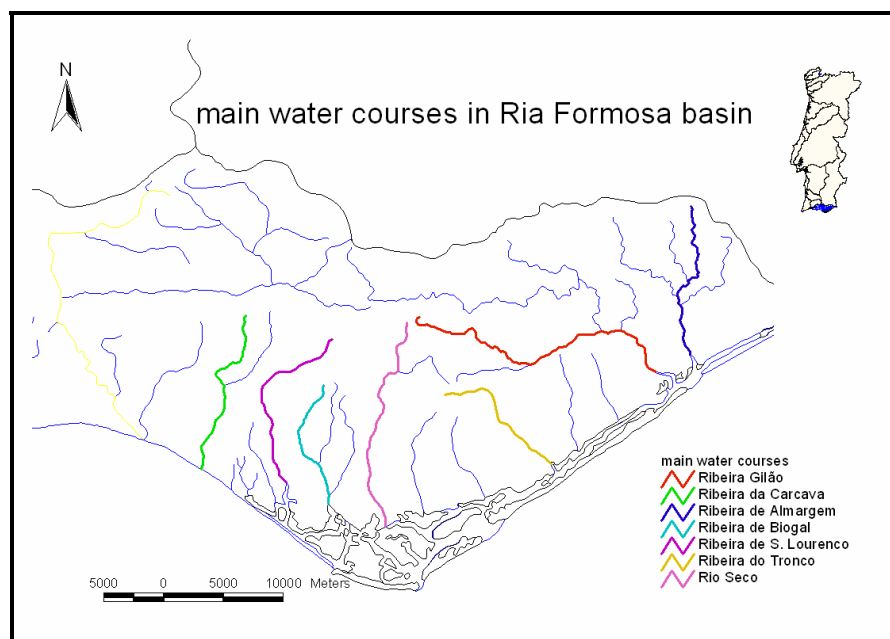 N
main water courses in Ria Formosa basin
main water courses
Ribeira Gilão
Ribeira da Carcava
Ribeira de Almargem
Ribeira de Biogal
Ribeira de S. Lourenco
Ribeira do Tronco
Rio Seco
5000 0 5000 10000 Meters